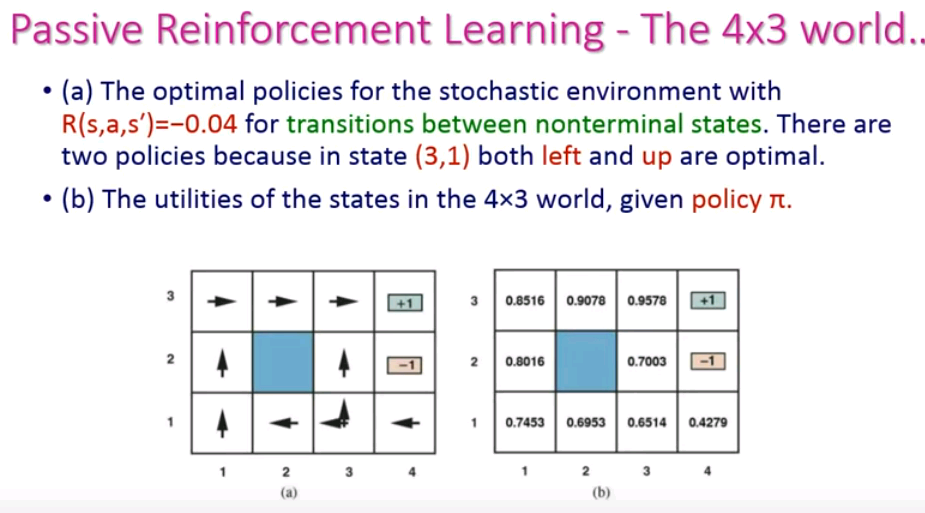 Passive Reinforcement Learning - The 4x3 world..
• (a) The optimal policies for the stochastic environment with
R(s,a,s′)=−0.04 for transitions between nonterminal states. There are
two policies because in state (3,1) both left and up are optimal.
• (b) The utilities of the states in the 4×3 world, given policy π.
3 +1
2 −1
1
1 2 3 4
(a)
3 0.8516 0.9078 0.9578 +1
2 0.8016 0.7003 −1
1 0.7453 0.6953 0.6514 0.4279
1 2 3 4
(b)